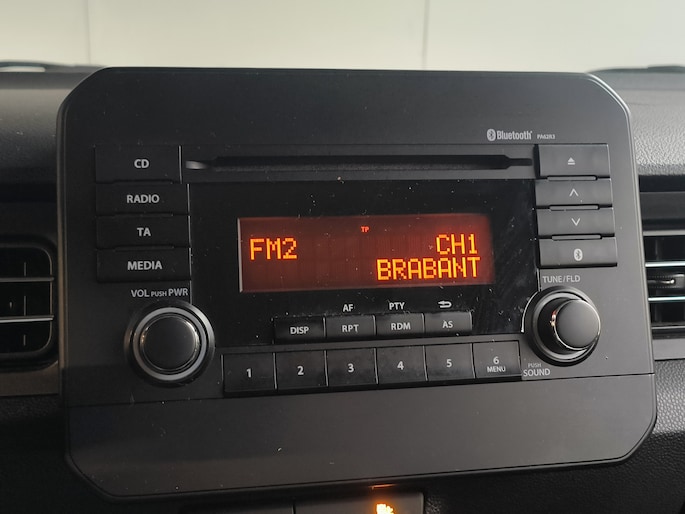 Bluetooth® PA6283
CD
RADIO
TA
MEDIA
VOL PUSH PWR
TP
FM2 CH1
BRABANT
TUNE/FLD
AF PTY
DISP RPT RDM AS
1 2 3 4 5 6
MENU
PUSH
SOUND